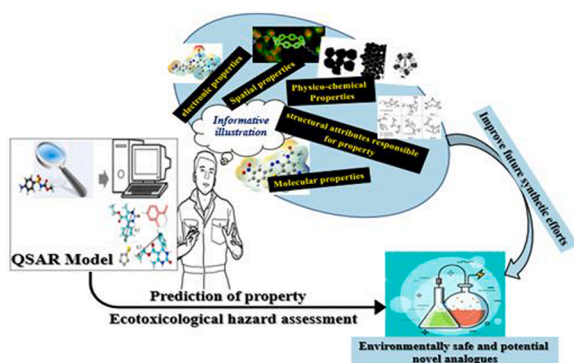 electronic properties
Spatial properties
Physico-chemical
Properties
structural attributes responsible
for property
Molecular properties
Informative
illustration
QSAR Model
Improve future synthetic efforts
Prediction of property
Ecotoxicological hazard assessment
Environmentally safe and potential
novel analogues